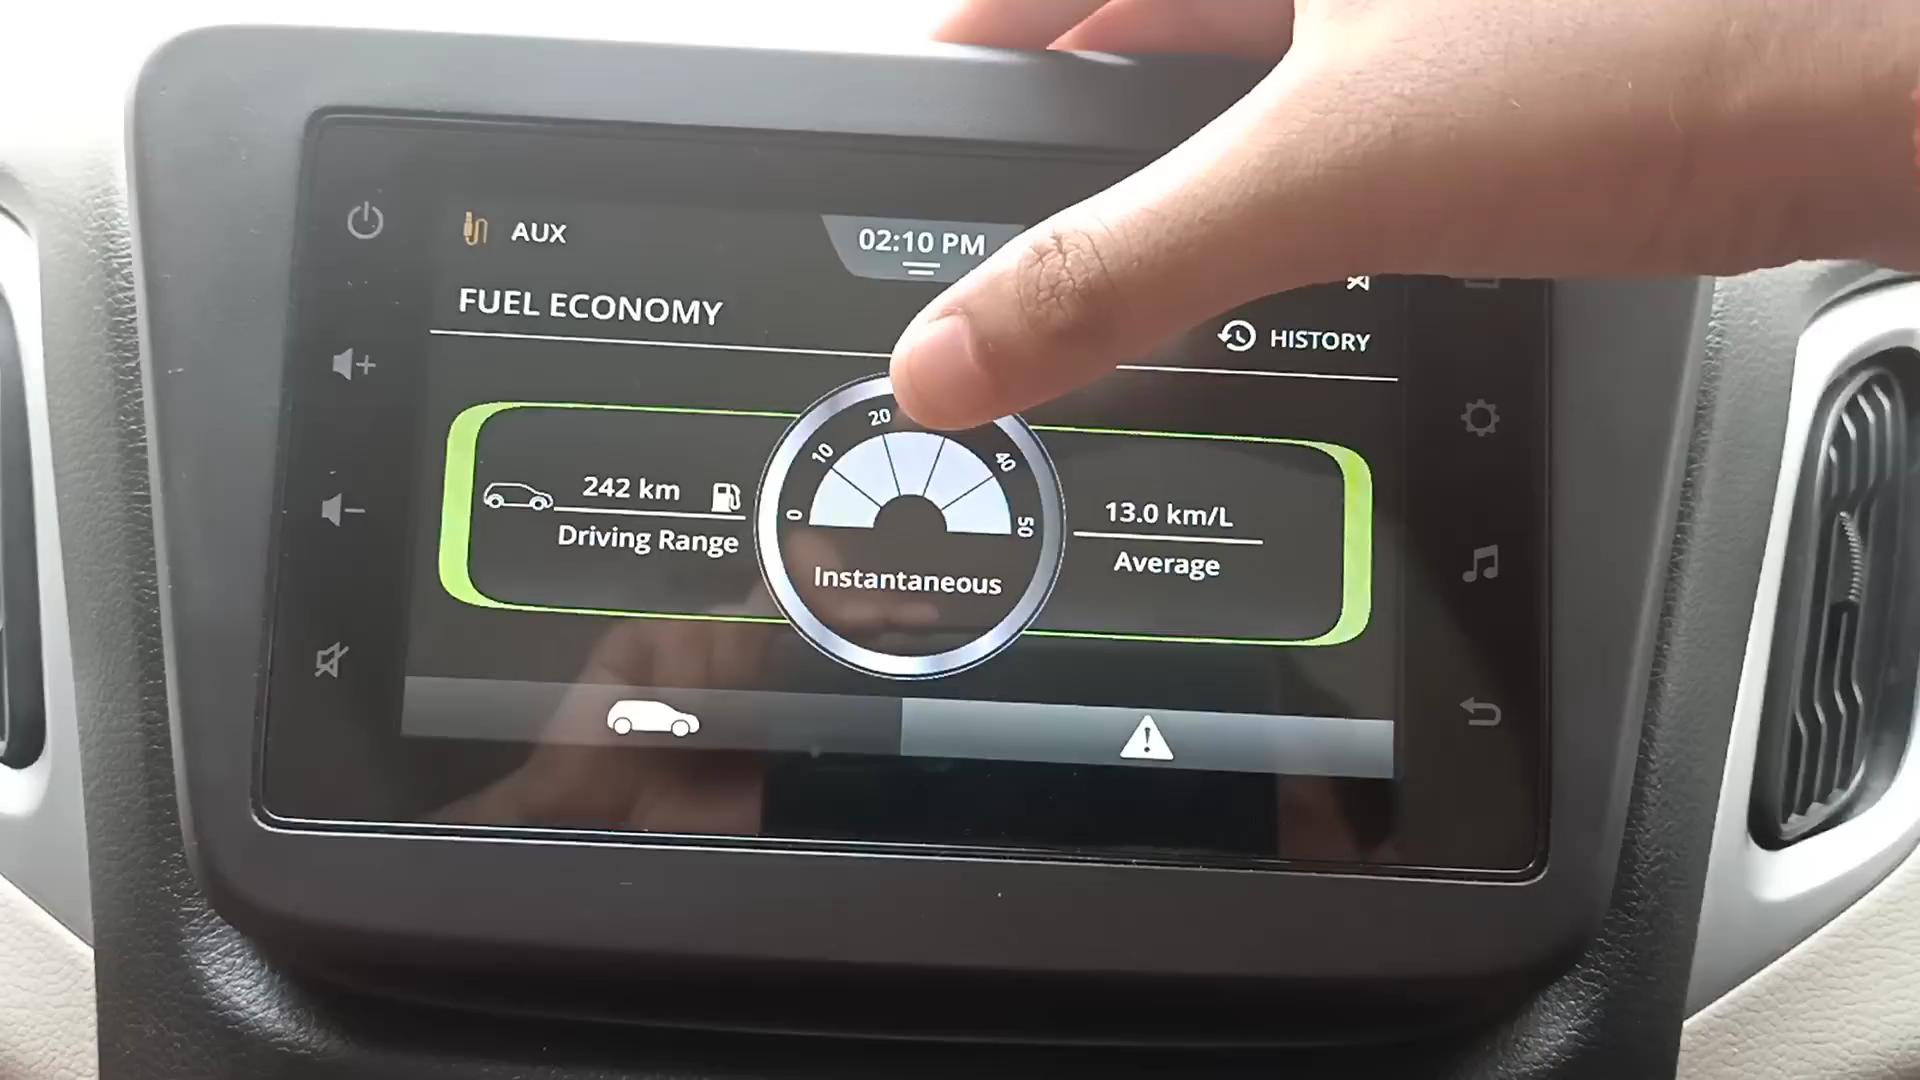 AUX
02:10 PM
FUEL ECONOMY
HISTORY
0
10
20
40
50
242 km
Driving Range
Instantaneous
13.0 km/L
Average